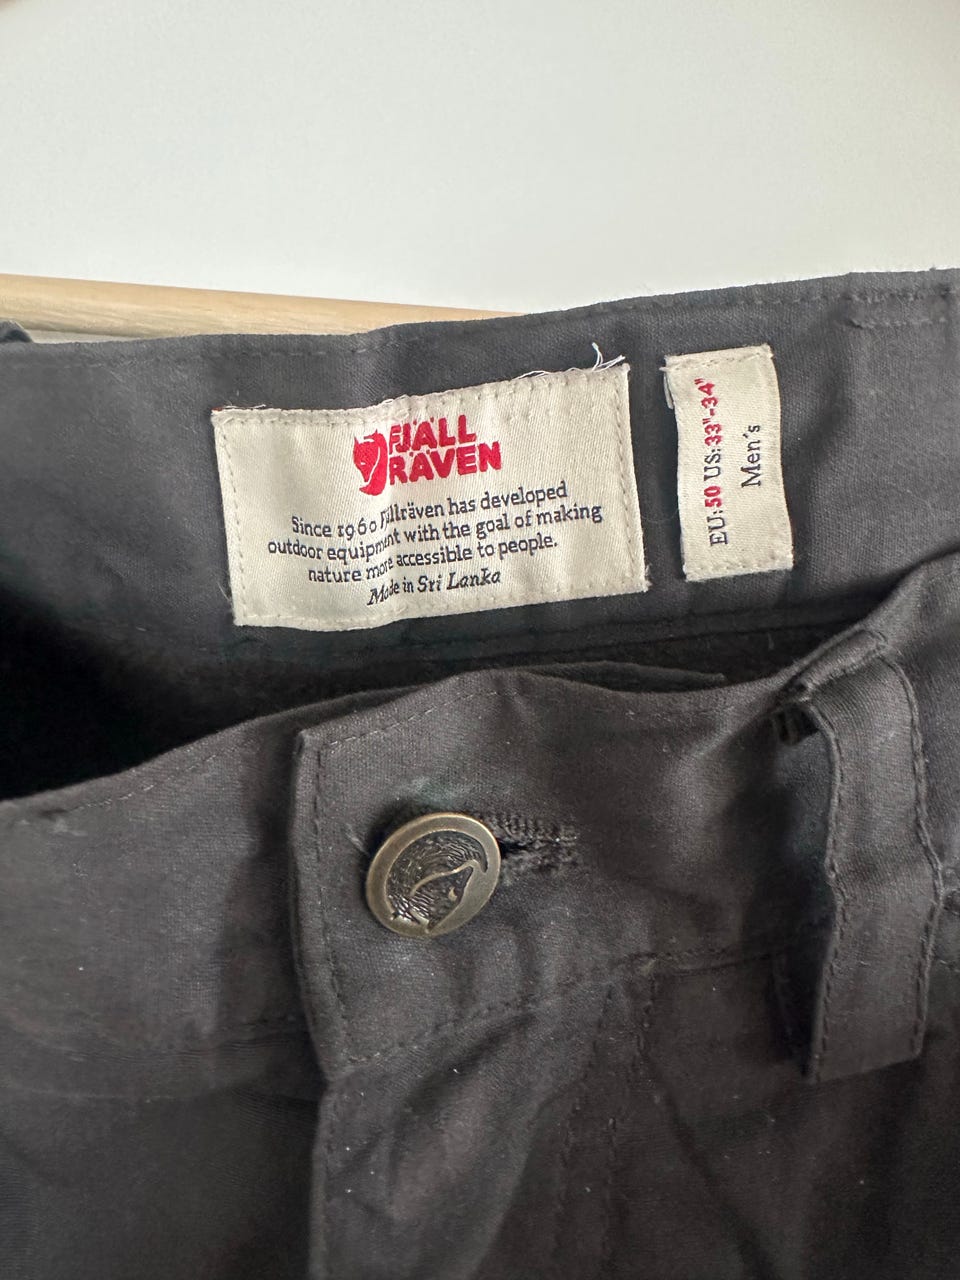 FJÄLL
RÄVEN
Since 1960 Fjällräven has developed
outdoor equipment with the goal of making
nature more accessible to people.
Made in Sri Lanka
EU:50 US:33"-34"
Men's